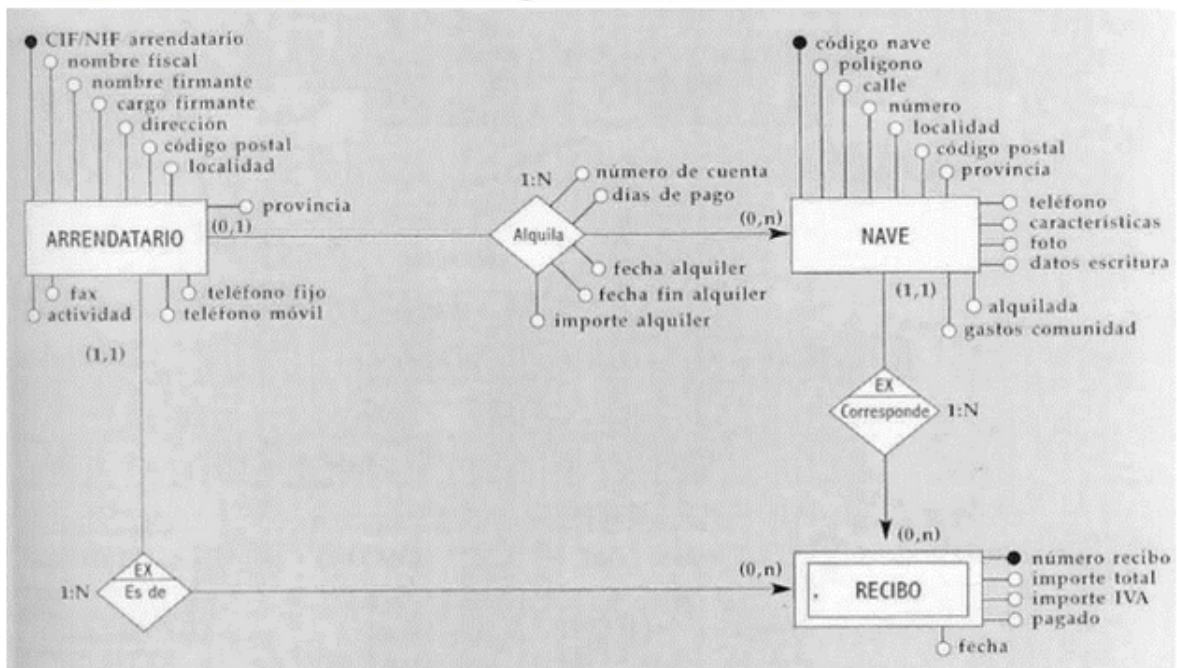 CIF/NIF arrendatario
nombre fiscal
nombre firmante
cargo firmante
dirección
código postal
localidad
provincia
ARRENDATARIO
(0,1)
fax
actividad
teléfono fijo
teléfono móvil
(1,1)
1:N
número de cuenta
días de pago
Alquila
(0,n)
fecha alquiler
fecha fin alquiler
importe alquiler
código nave
polígono
calle
número
localidad
código postal
provincia
teléfono
características
foto
datos escritura
NAVE
(1,1)
alquilada
gastos comunidad
EX
Corresponde
1:N
(0,n)
1:N
EX
Es de
(0,n)
RECIBO
número recibo
importe total
importe IVA
pagado
fecha